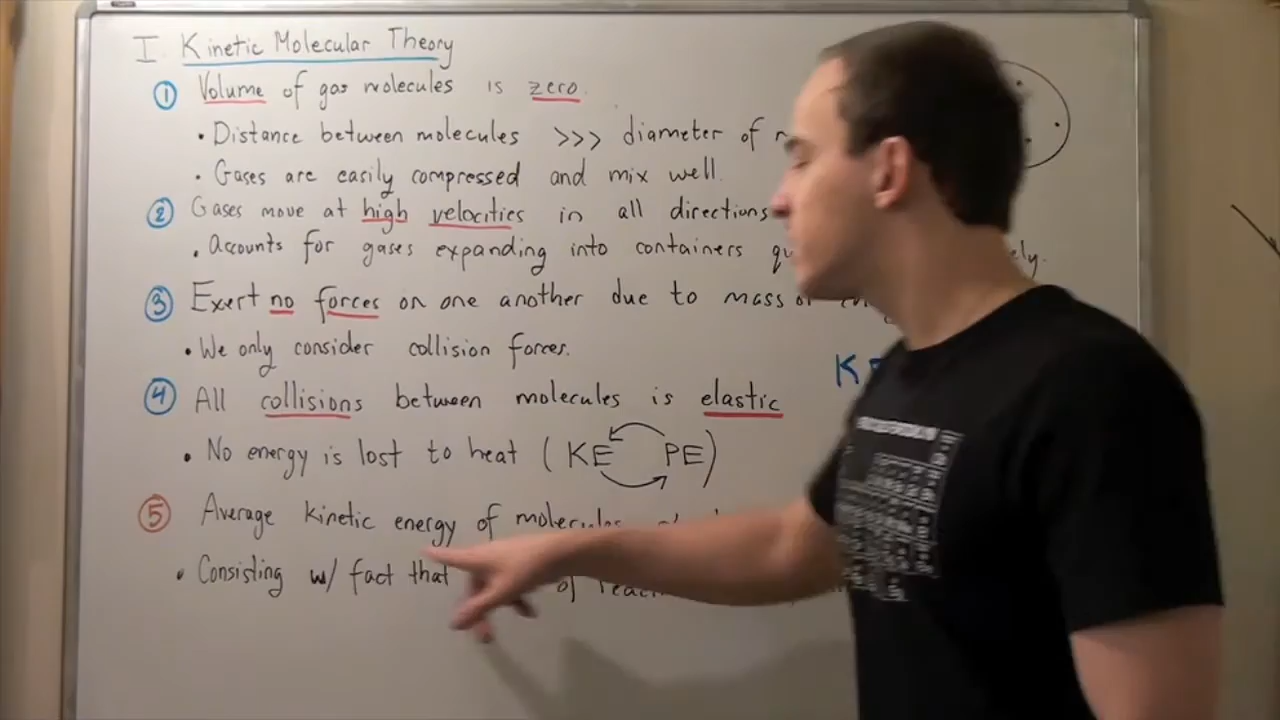 I. Kinetic Molecular Theory
① Volume of gas molecules is zero.
• Distance between molecules >>> diameter of
• Gases are easily compressed and mix well.
② Gases move at high velocities in all directions
• Accounts for gases expanding into containers
③ Exert no forces on one another due to mass or
• We only consider collision forces.
④ All collisions between molecules is elastic
• No energy is lost to heat (KE PE)
⑤ Average kinetic energy of molecules
• Consisting w/ fact that of